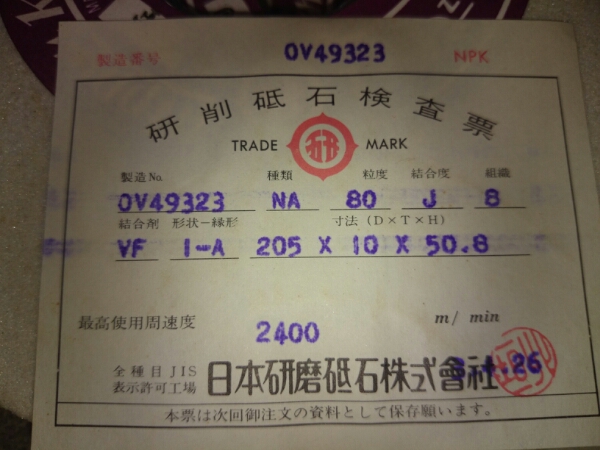 製造番号 OV49323 NPK
研削砥石検査票
TRADE MARK
製造No. 種類 粒度 結合度 組織
OV49323 NA 80 J 8
結合剤 形状-縁形 寸法(D×T×H)
VF 1-A 205 X 10 X 50.8
最高使用周速度 2400 m/ min
全種目JIS
表示許可工場
日本研磨砥石株式會社
.26
本票は次回御注文の資料として保存願います。